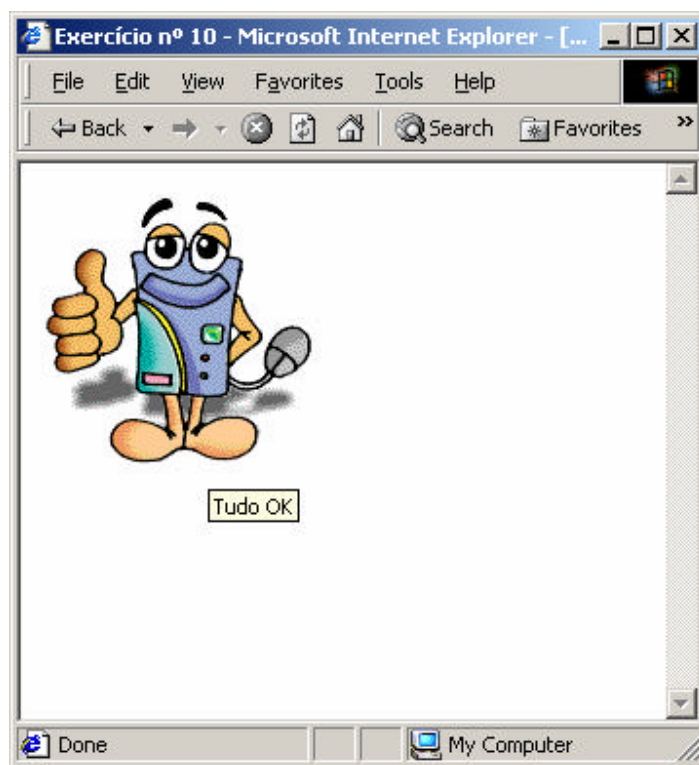 Exercício nº 10 - Microsoft Internet Explorer - [...
File Edit View Favorites Tools Help
Back Search Favorites »
Tudo OK
Done My Computer